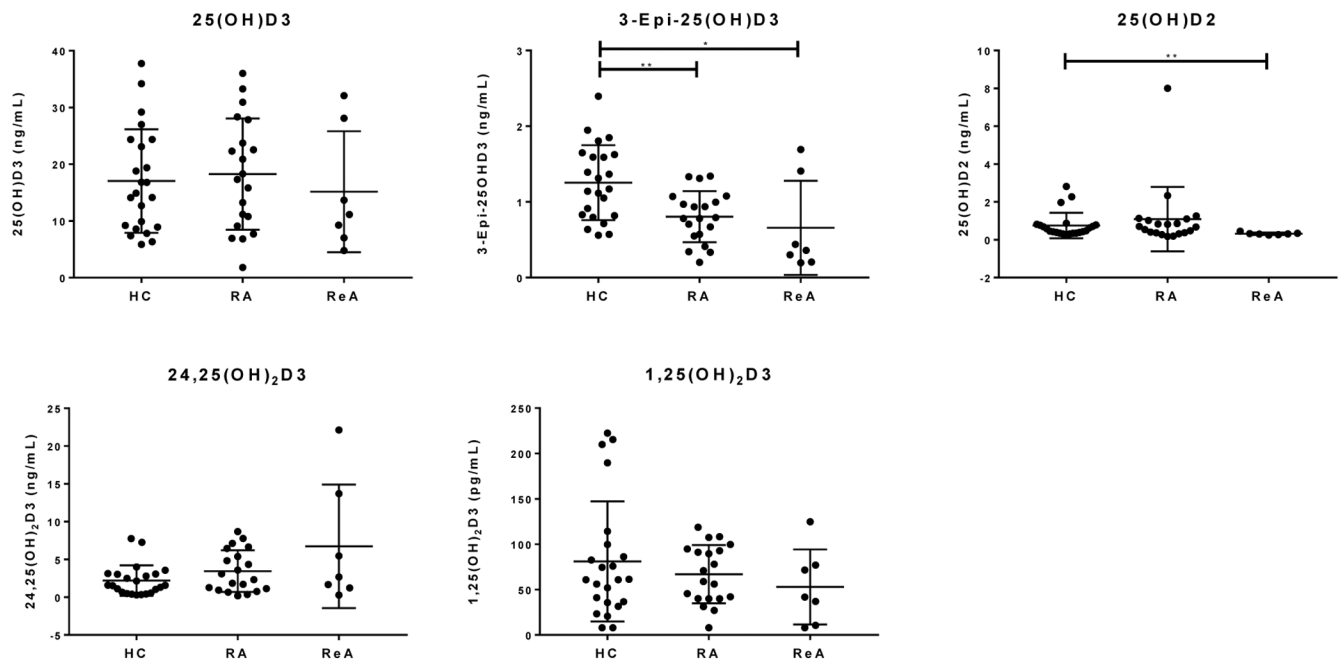 25(OH)D3
25(OH)D3 (ng/mL)
40
30
20
10
0
HC RA ReA
3-Epi-25(OH)D3
3-Epi-25OHD3 (ng/mL)
3
2
1
0
*
**
HC RA ReA
25(OH)D2
25(OH)D2 (ng/mL)
10
8
6
4
2
0
-2
**
HC RA ReA
24,25(OH)₂D3
24,25(OH)₂D3 (ng/mL)
25
20
15
10
5
0
-5
HC RA ReA
1,25(OH)₂D3
1,25(OH)₂D3 (pg/mL)
250
200
150
100
50
0
HC RA ReA